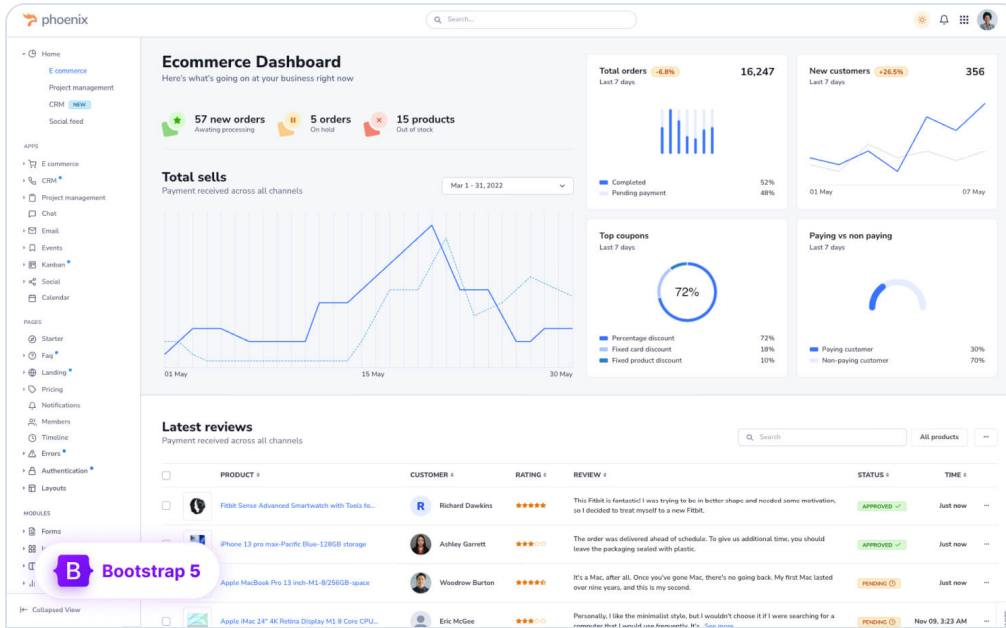 phoenix
Search...
Home
E commerce
Project management
CRM NEW
Social feed
APPS
E commerce
CRM
Project management
Chat
Email
Events
Kanban
Social
Calendar
PAGES
Starter
Faq
Landing
Pricing
Notifications
Members
Timeline
Errors
Authentication
Layouts
MODULES
Forms
Collapsed View
B Bootstrap 5
Ecommerce Dashboard
Here's what's going on at your business right now
57 new orders
Awating processing
5 orders
On hold
15 products
Out of stock
Total sells
Payment received across all channels
Mar 1 - 31, 2022
01 May 15 May 30 May
Total orders -6.8% 16,247
Last 7 days
Completed 52%
Pending payment 48%
New customers +26.5% 356
Last 7 days
01 May 07 May
Top coupons
Last 7 days
72%
Percentage discount 72%
Fixed card discount 18%
Fixed product discount 10%
Paying vs non paying
Last 7 days
Paying customer 30%
Non-paying customer 70%
Latest reviews
Payment received across all channels
Search
All products
PRODUCT CUSTOMER RATING REVIEW STATUS TIME
Fitbit Sense Advanced Smartwatch with Tools fo... R Richard Dawkins This Fitbit is fantastic! I was trying to be in better shape and needed some motivation, APPROVED Just now
so I decided to treat myself to a new Fitbit.
iPhone 13 pro max-Pacific Blue-128GB storage Ashley Garrett The order was delivered ahead of schedule. To give us additional time, you should APPROVED Just now
leave the packaging sealed with plastic.
Apple MacBook Pro 13 inch-M1-8/256GB-space Woodrow Burton It's a Mac, after all. Once you've gone Mac, there's no going back. My first Mac lasted PENDING Just now
over nine years, and this is my second.
Apple iMac 24" 4K Retina Display M1 8 Core CPU... Eric McGee Personally, I like the minimalist style, but I wouldn't choose it if I were searching for a PENDING Nov 09, 3:23 AM
computer that I would use frequently. It's... See more